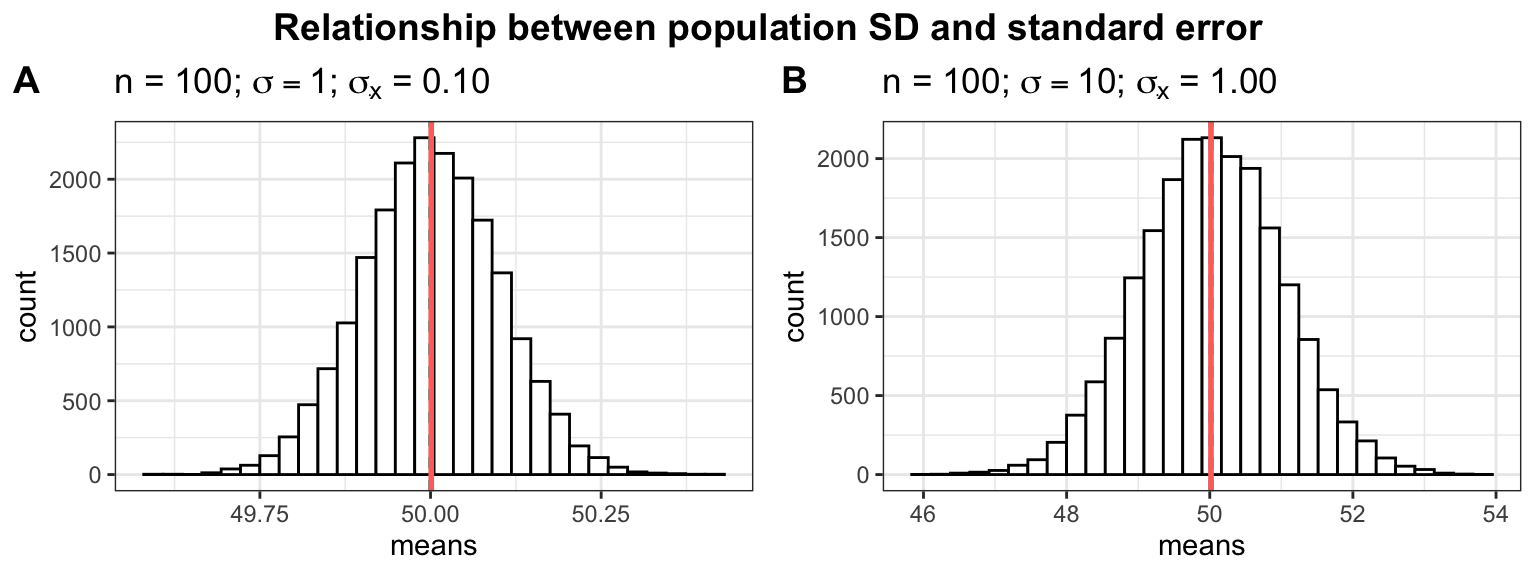 Relationship between population SD and standard error
A n = 100; σ = 1; σx = 0.10
B n = 100; σ = 10; σx = 1.00
count
2000
1500
1000
500
0
49.75 50.00 50.25
means
count
2000
1500
1000
500
0
46 48 50 52 54
means